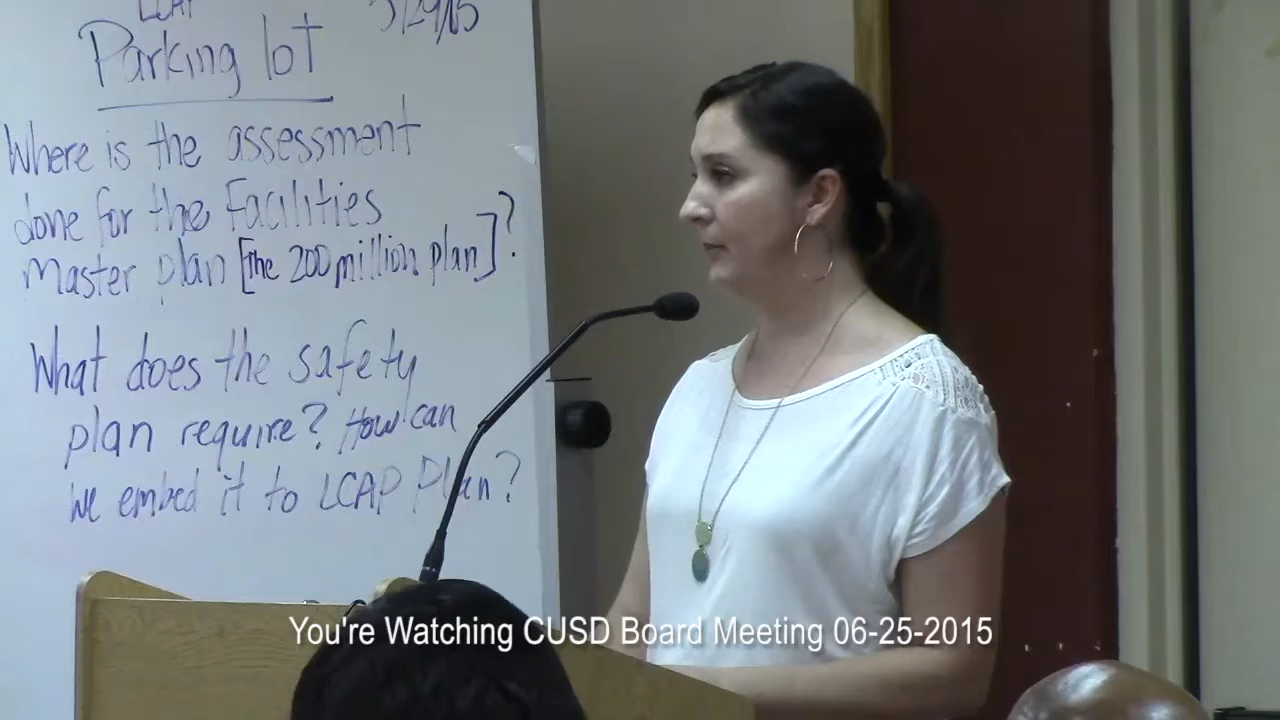 LCAP
Parking lot
Where is the assessment
done for the Facilities
Master plan [The 200 million plan]?
What does the safety
plan require? How can
we embed it to LCAP Plan?
You're Watching CUSD Board Meeting 06-25-2015